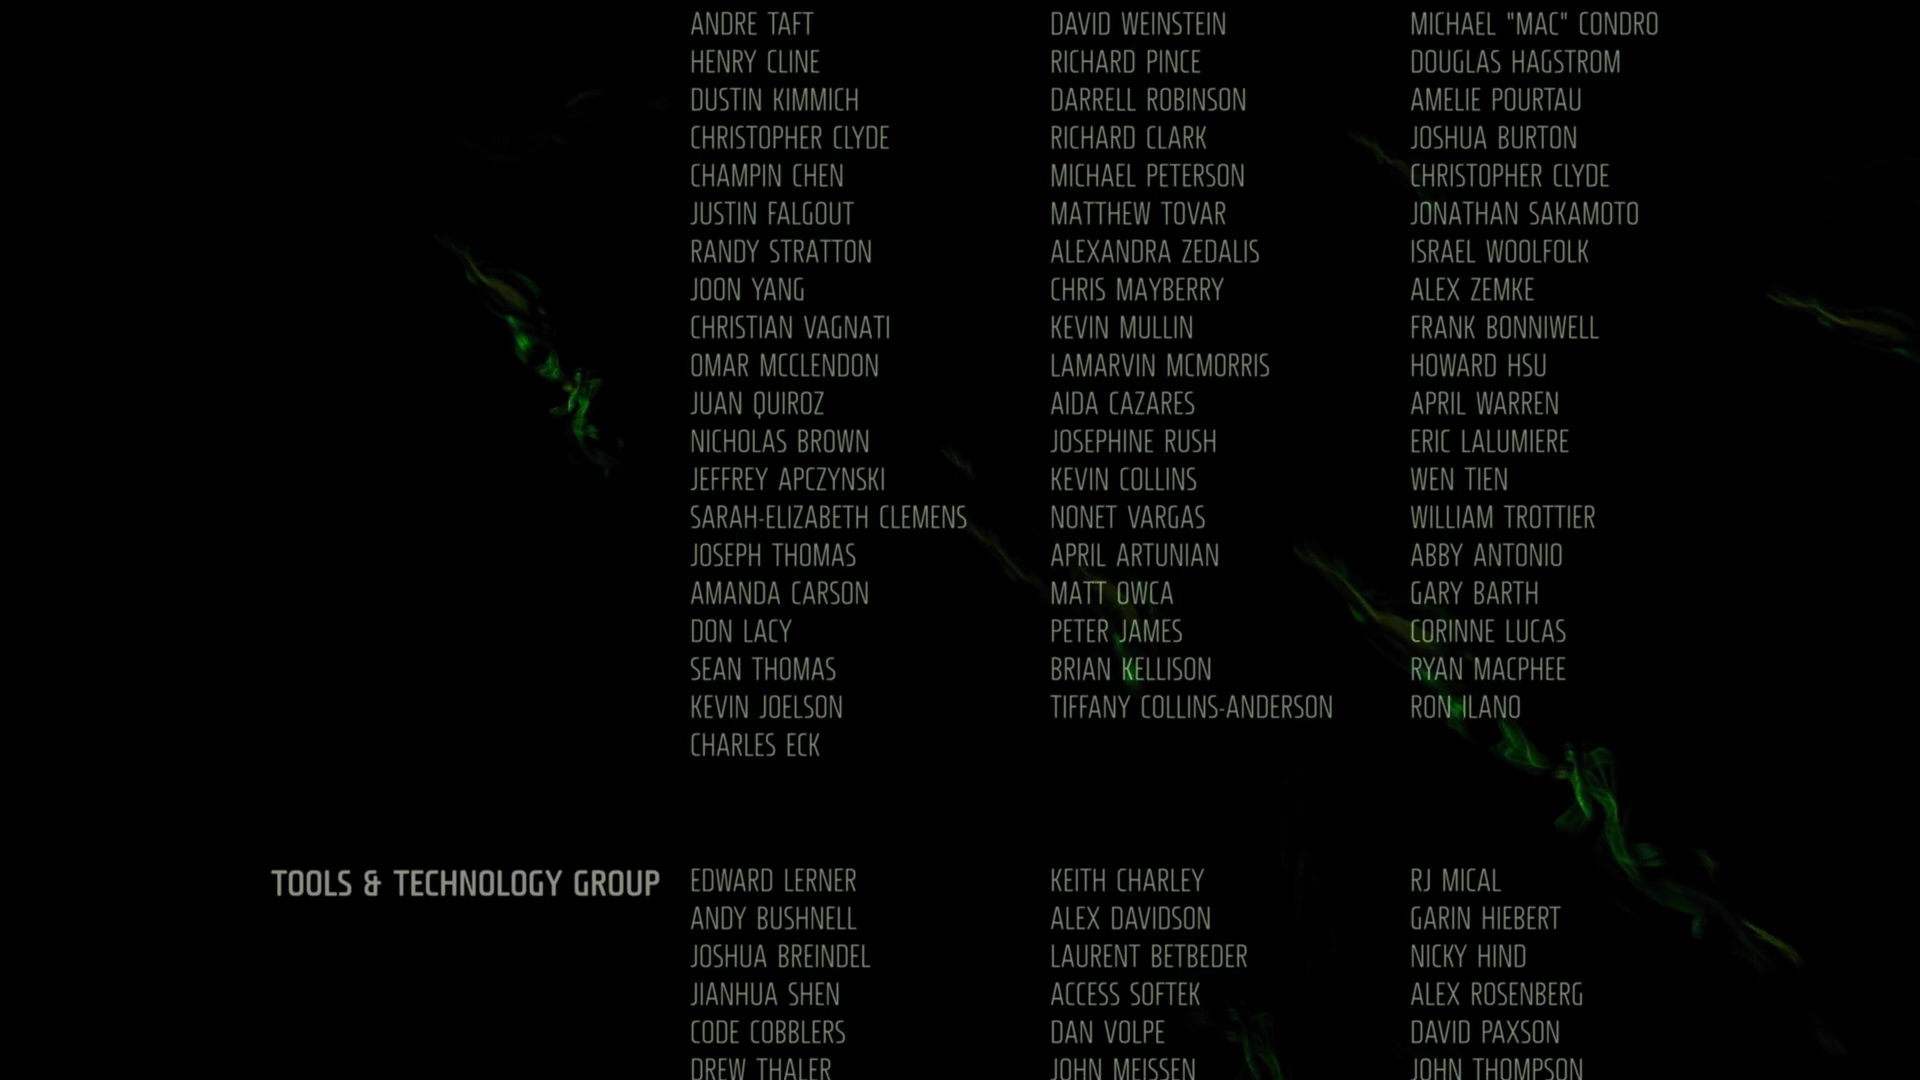 ANDRE TAFT DAVID WEINSTEIN MICHAEL "MAC" CONDRO
HENRY CLINE RICHARD PINCE DOUGLAS HAGSTROM
DUSTIN KIMMICH DARRELL ROBINSON AMELIE POURTAU
CHRISTOPHER CLYDE RICHARD CLARK JOSHUA BURTON
CHAMPIN CHEN MICHAEL PETERSON CHRISTOPHER CLYDE
JUSTIN FALGOUT MATTHEW TOVAR JONATHAN SAKAMOTO
RANDY STRATTON ALEXANDRA ZEDALIS ISRAEL WOOLFOLK
JOON YANG CHRIS MAYBERRY ALEX ZEMKE
CHRISTIAN VAGNATI KEVIN MULLIN FRANK BONNIWELL
OMAR MCCLENDON LAMARVIN MCMORRIS HOWARD HSU
JUAN QUIROZ AIDA CAZARES APRIL WARREN
NICHOLAS BROWN JOSEPHINE RUSH ERIC LALUMIERE
JEFFREY APCZYNSKI KEVIN COLLINS WEN TIEN
SARAH-ELIZABETH CLEMENS NONET VARGAS WILLIAM TROTTIER
JOSEPH THOMAS APRIL ARTUNIAN ABBY ANTONIO
AMANDA CARSON MATT OWCA GARY BARTH
DON LACY PETER JAMES CORINNE LUCAS
SEAN THOMAS BRIAN KELLISON RYAN MACPHEE
KEVIN JOELSON TIFFANY COLLINS-ANDERSON RON ILANO
CHARLES ECK
TOOLS & TECHNOLOGY GROUP EDWARD LERNER KEITH CHARLEY RJ MICAL
ANDY BUSHNELL ALEX DAVIDSON GARIN HIEBERT
JOSHUA BREINDEL LAURENT BETBEDER NICKY HIND
JIANHUA SHEN ACCESS SOFTEK ALEX ROSENBERG
CODE COBBLERS DAN VOLPE DAVID PAXSON
DREW THALER JOHN MEISSEN JOHN THOMPSON